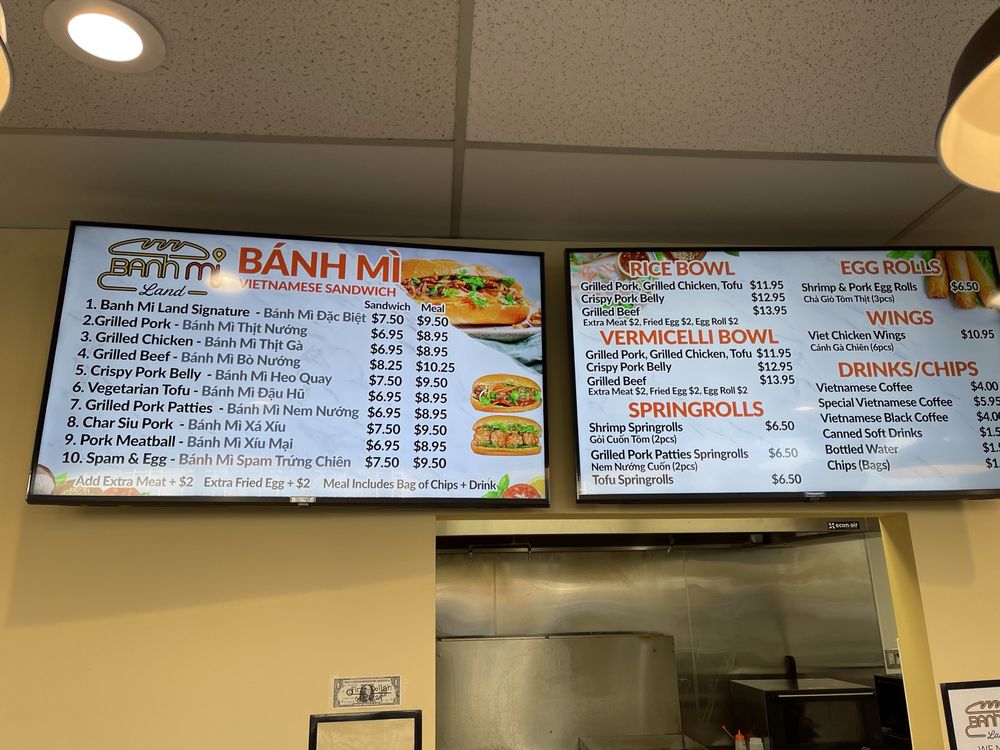 BANH MI
Land
BÁNH MÌ
VIETNAMESE SANDWICH
Sandwich Meal
1. Banh Mi Land Signature - Bánh Mì Đặc Biệt $7.50 $9.50
2.Grilled Pork - Bánh Mì Thịt Nướng $6.95 $8.95
3. Grilled Chicken - Bánh Mì Thịt Gà $6.95 $8.95
4. Grilled Beef - Bánh Mì Bò Nướng $8.25 $10.25
5. Crispy Pork Belly - Bánh Mì Heo Quay $7.50 $9.50
6. Vegetarian Tofu - Bánh Mì Đậu Hũ $6.95 $8.95
7. Grilled Pork Patties - Bánh Mì Nem Nướng $6.95 $8.95
8. Char Siu Pork - Bánh Mì Xá Xíu $7.50 $9.50
9. Pork Meatball - Bánh Mì Xíu Mại $6.95 $8.95
10. Spam & Egg - Bánh Mì Spam Trứng Chiên $7.50 $9.50
Add Extra Meat + $2 Extra Fried Egg + $2 Meal Includes Bag of Chips + Drink
RICE BOWL
Grilled Pork, Grilled Chicken, Tofu $11.95
Crispy Pork Belly $12.95
Grilled Beef $13.95
Extra Meat $2, Fried Egg $2, Egg Roll $2
VERMICELLI BOWL
Grilled Pork, Grilled Chicken, Tofu $11.95
Crispy Pork Belly $12.95
Grilled Beef $13.95
Extra Meat $2, Fried Egg $2, Egg Roll $2
SPRINGROLLS
Shrimp Springrolls $6.50
Gỏi Cuốn Tôm (2pcs)
Grilled Pork Patties Springrolls $6.50
Nem Nướng Cuốn (2pcs)
Tofu Springrolls $6.50
EGG ROLLS
Shrimp & Pork Egg Rolls $6.50
Chả Giò Tôm Thịt (3pcs)
WINGS
Viet Chicken Wings $10.95
Cánh Gà Chiên (6pcs)
DRINKS/CHIPS
Vietnamese Coffee $4.00
Special Vietnamese Coffee $5.95
Vietnamese Black Coffee $4.0
Canned Soft Drinks $1.5
Bottled Water $1.
Chips (Bags) $1
econ-air
BANH